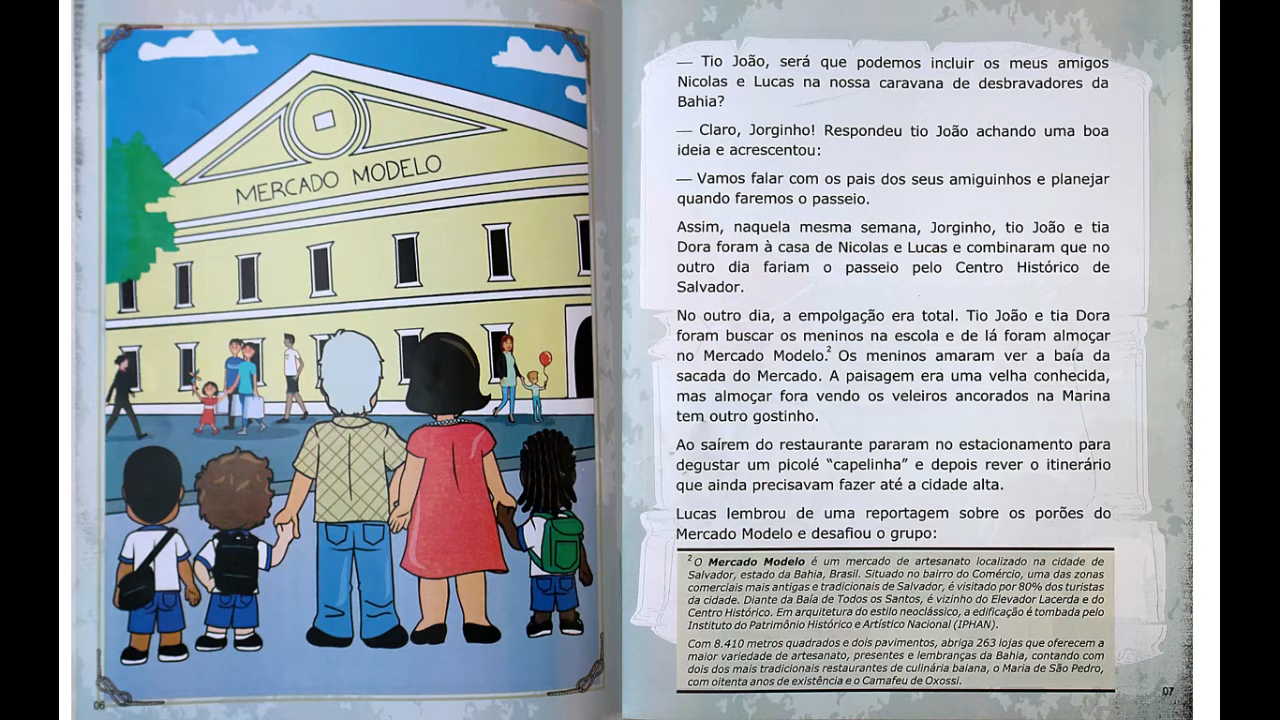 MERCADO MODELO
06
— Tio João, será que podemos incluir os meus amigos
Nicolas e Lucas na nossa caravana de desbravadores da
Bahia?
— Claro, Jorginho! Respondeu tio João achando uma boa
ideia e acrescentou:
— Vamos falar com os pais dos seus amiguinhos e planejar
quando faremos o passeio.
Assim, naquela mesma semana, Jorginho, tio João e tia
Dora foram à casa de Nicolas e Lucas e combinaram que no
outro dia fariam o passeio pelo Centro Histórico de
Salvador.
No outro dia, a empolgação era total. Tio João e tia Dora
foram buscar os meninos na escola e de lá foram almoçar
no Mercado Modelo.² Os meninos amaram ver a baía da
sacada do Mercado. A paisagem era uma velha conhecida,
mas almoçar fora vendo os veleiros ancorados na Marina
tem outro gostinho.
Ao saírem do restaurante pararam no estacionamento para
degustar um picolé “capelinha” e depois rever o itinerário
que ainda precisavam fazer até a cidade alta.
Lucas lembrou de uma reportagem sobre os porões do
Mercado Modelo e desafiou o grupo:
² O Mercado Modelo é um mercado de artesanato localizado na cidade de
Salvador, estado da Bahia, Brasil. Situado no bairro do Comércio, uma das zonas
comerciais mais antigas e tradicionais de Salvador, é visitado por 80% dos turistas
da cidade. Diante da Baía de Todos os Santos, é vizinho do Elevador Lacerda e do
Centro Histórico. Em arquitetura do estilo neoclássico, a edificação é tombada pelo
Instituto do Patrimônio Histórico e Artístico Nacional (IPHAN).
Com 8.410 metros quadrados e dois pavimentos, abriga 263 lojas que oferecem a
maior variedade de artesanato, presentes e lembranças da Bahia, contando com
dois dos mais tradicionais restaurantes de culinária baiana, o Maria de São Pedro,
com oitenta anos de existência e o Camafeu de Oxossi.
07